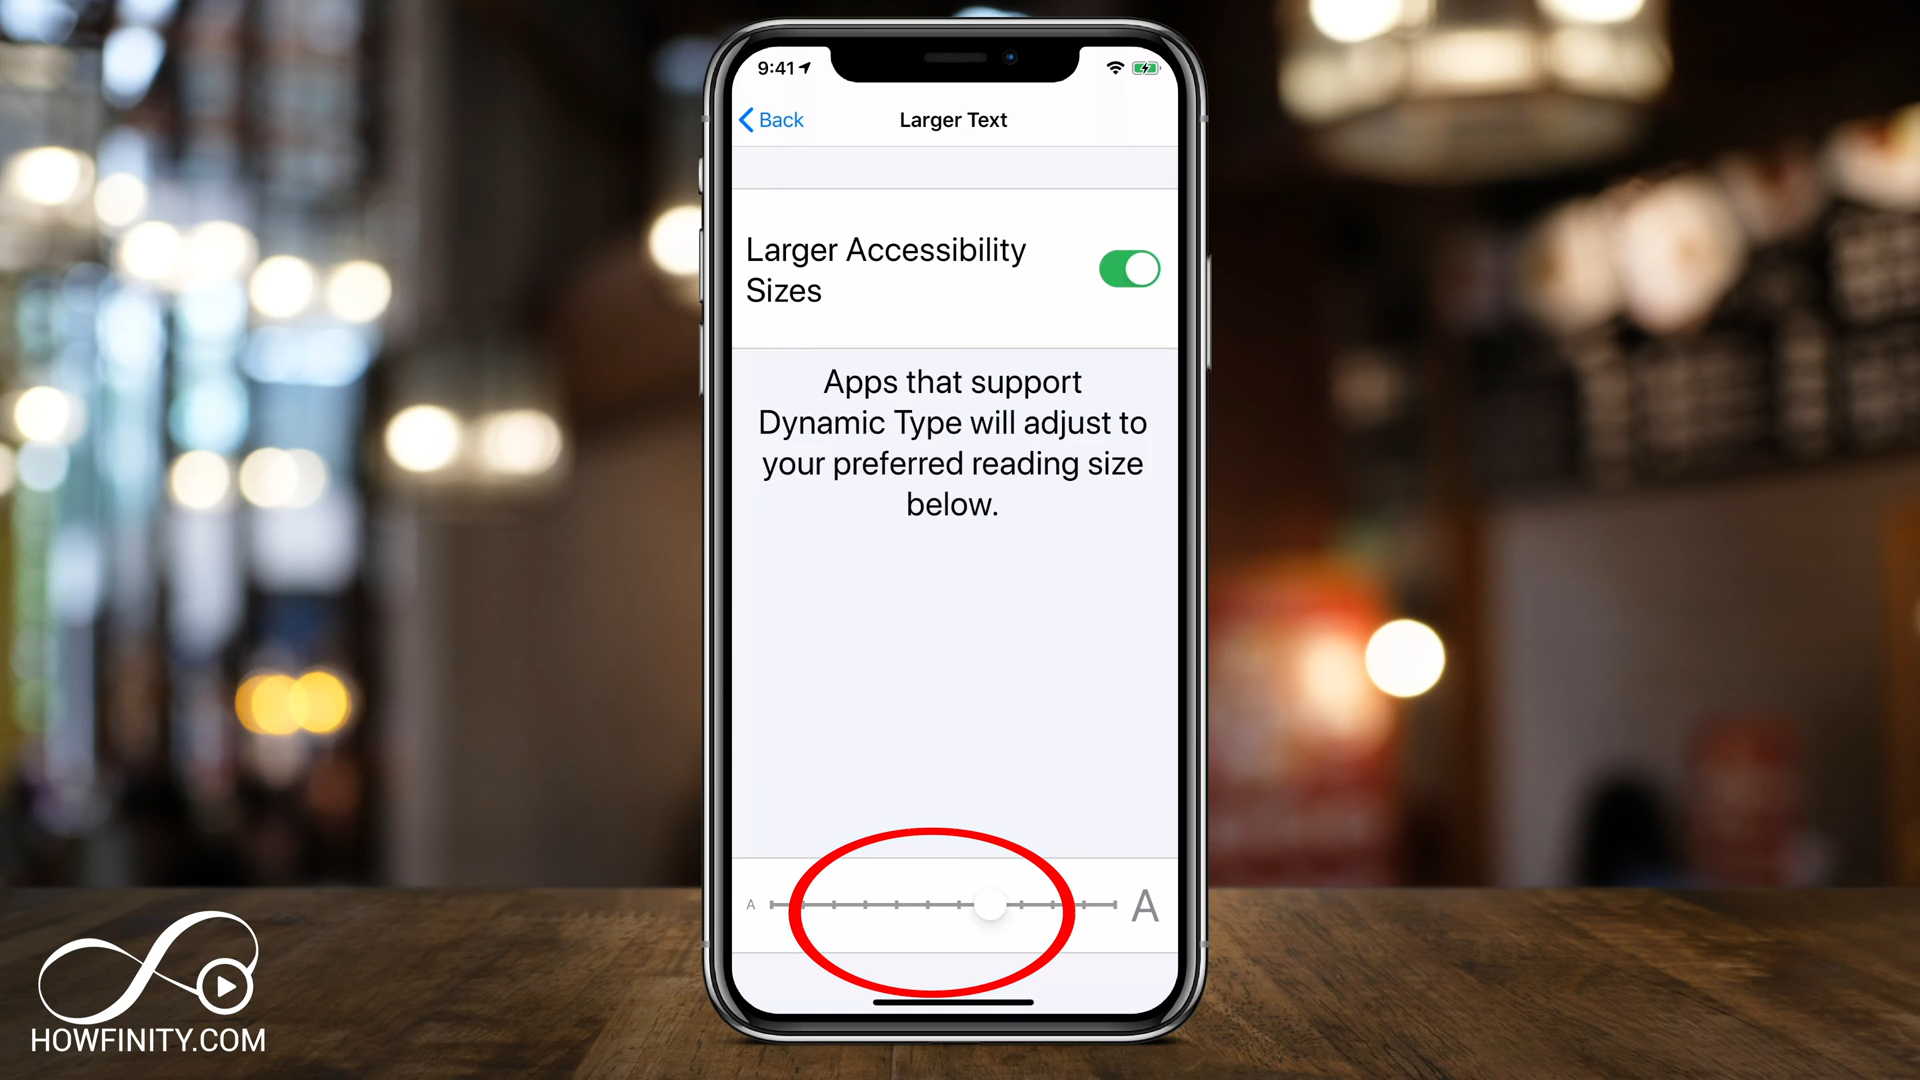 9:41
Back
Larger Text
Larger Accessibility
Sizes
Apps that support
Dynamic Type will adjust to
your preferred reading size
below.
A
A
HOWFINITY.COM